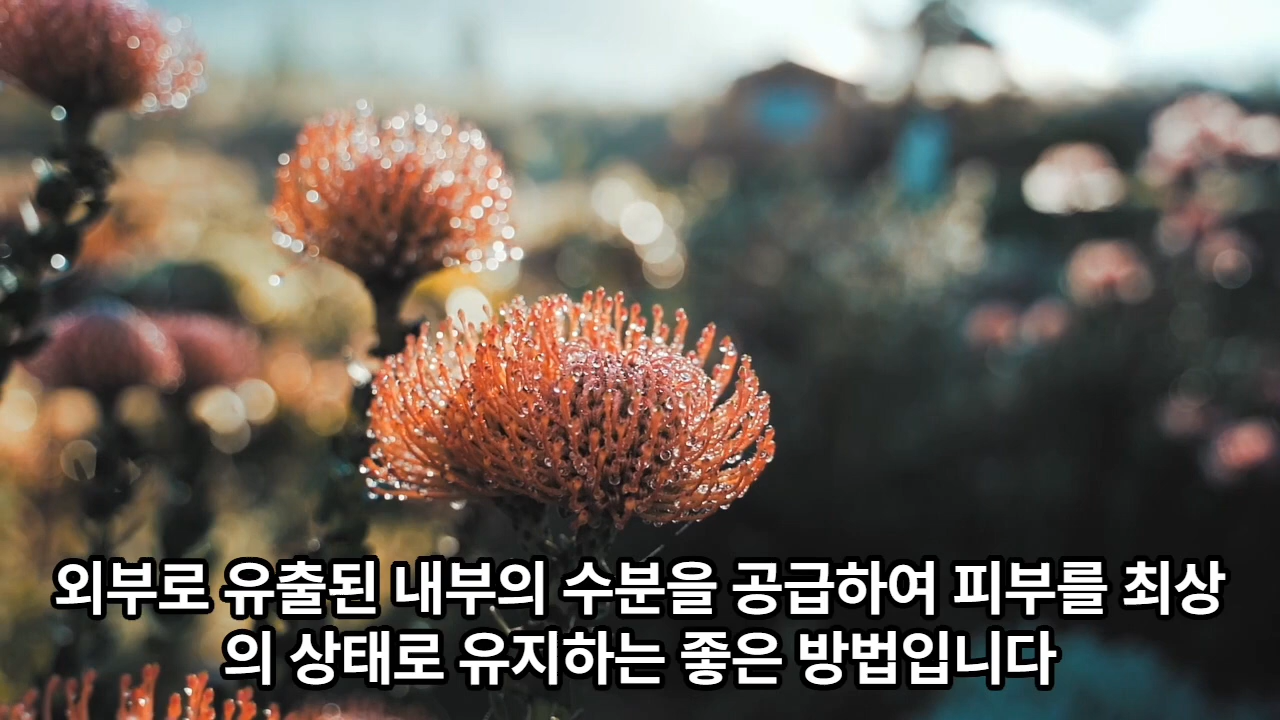 외부로 유출된 내부의 수분을 공급하여 피부를 최상
의 상태로 유지하는 좋은 방법입니다